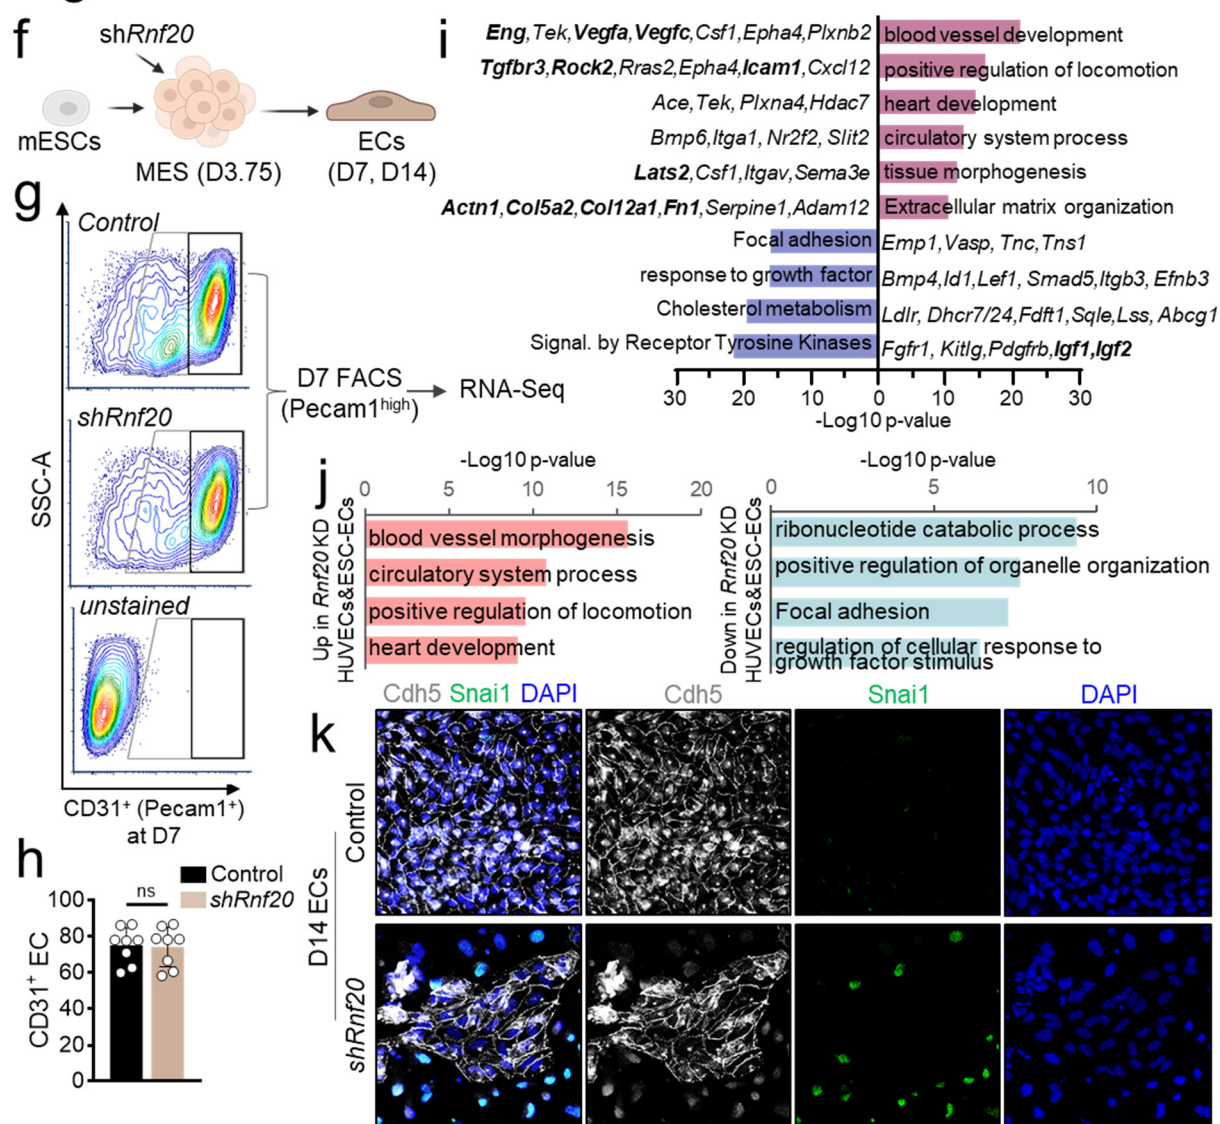 f
shRnf20
mESCs
MES (D3.75)
ECs
(D7, D14)
g
SSC-A
Control
shRnf20
unstained
CD31⁺ (Pecam1⁺)
at D7
D7 FACS
(Pecam1ʰⁱᵍʰ)
RNA-Seq
h
Control
shRnf20
ns
CD31⁺ EC
100
80
60
40
20
0
i
Eng,Tek,Vegfa,Vegfc,Csf1,Epha4,Plxnb2 blood vessel development
Tgfbr3,Rock2,Rras2,Epha4,Icam1,Cxcl12 positive regulation of locomotion
Ace,Tek, Plxna4,Hdac7 heart development
Bmp6,Itga1, Nr2f2, Slit2 circulatory system process
Lats2,Csf1,Itgav,Sema3e tissue morphogenesis
Actn1,Col5a2,Col12a1,Fn1,Serpine1,Adam12 Extracellular matrix organization
Focal adhesion Emp1,Vasp, Tnc,Tns1
response to growth factor Bmp4,Id1,Lef1, Smad5,Itgb3, Efnb3
Cholesterol metabolism Ldlr, Dhcr7/24,Fdft1,Sqle,Lss, Abcg1
Signal. by Receptor Tyrosine Kinases Fgfr1, Kitlg,Pdgfrb,Igf1,Igf2
30 20 10 0 10 20 30
-Log10 p-value
j
-Log10 p-value
0 5 10 15 20
Up in Rnf20 KD
HUVECs&ESC-ECs
blood vessel morphogenesis
circulatory system process
positive regulation of locomotion
heart development
-Log10 p-value
0 5 10
Down in Rnf20 KD
HUVECs&ESC-ECs
ribonucleotide catabolic process
positive regulation of organelle organization
Focal adhesion
regulation of cellular response to
growth factor stimulus
k
Cdh5 Snai1 DAPI Cdh5 Snai1 DAPI
D14 ECs
Control
shRnf20